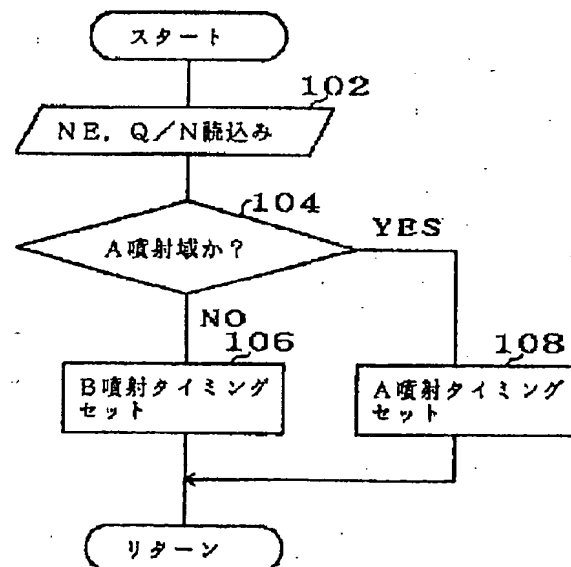 スタート
102
NE, Q/N読込み
104
A噴射域か?
YES
NO
106
108
B噴射タイミング
セット
A噴射タイミング
セット
リターン